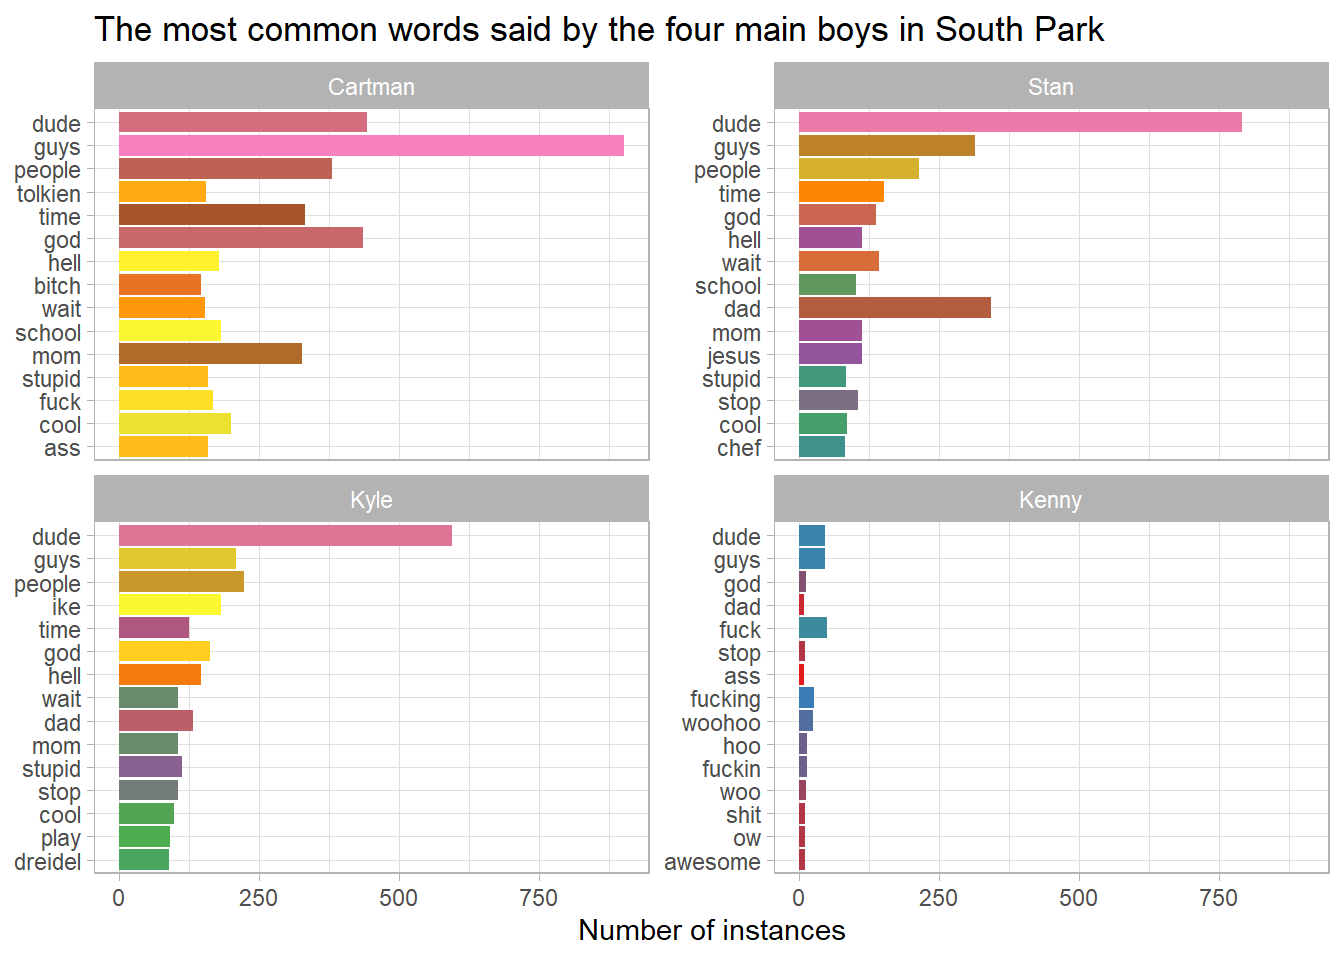 The most common words said by the four main boys in South Park
Cartman
dude
guys
people
tolkien
time
god
hell
bitch
wait
school
mom
stupid
fuck
cool
ass
Stan
dude
guys
people
time
god
hell
wait
school
dad
mom
jesus
stupid
stop
cool
chef
Kyle
dude
guys
people
ike
time
god
hell
wait
dad
mom
stupid
stop
cool
play
dreidel
0 250 500 750
Kenny
dude
guys
god
dad
fuck
stop
ass
fucking
woohoo
hoo
fuckin
woo
shit
ow
awesome
0 250 500 750
Number of instances